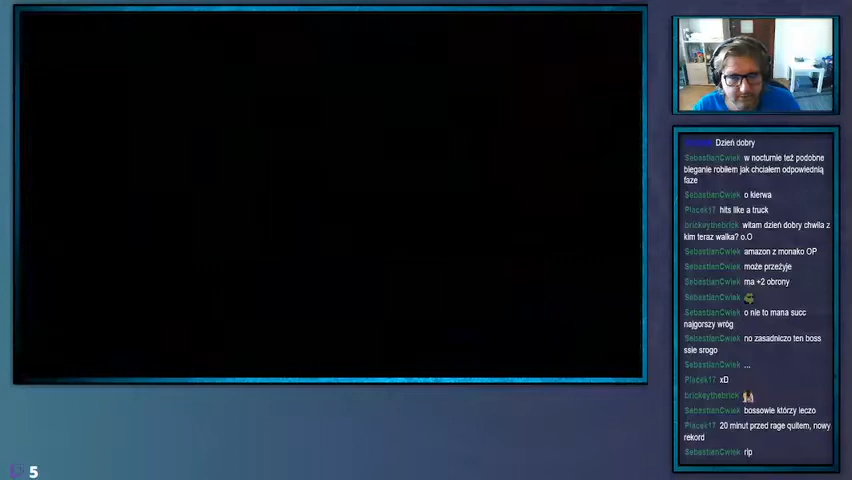 Dzień dobry
SebastianCwiek w nocturnie też podobne
bieganie robiłem jak chciałem odpowiednią
faze
SebastianCwiek o kierwa
Placek17 hits like a truck
brickeythebrick witam dzień dobry chwila z
kim teraz walka? o.O
SebastianCwiek amazon z monako OP
SebastianCwiek może przeżyje
SebastianCwiek ma +2 obrony
SebastianCwiek
SebastianCwiek o nie to mana succ
najgorszy wróg
SebastianCwiek no zasadniczo ten boss
ssie srogo
SebastianCwiek ...
Placek17 xD
brickeythebrick
SebastianCwiek bossowie którzy leczo
Placek17 20 minut przed rage quitem, nowy
rekord
SebastianCwiek rip
5